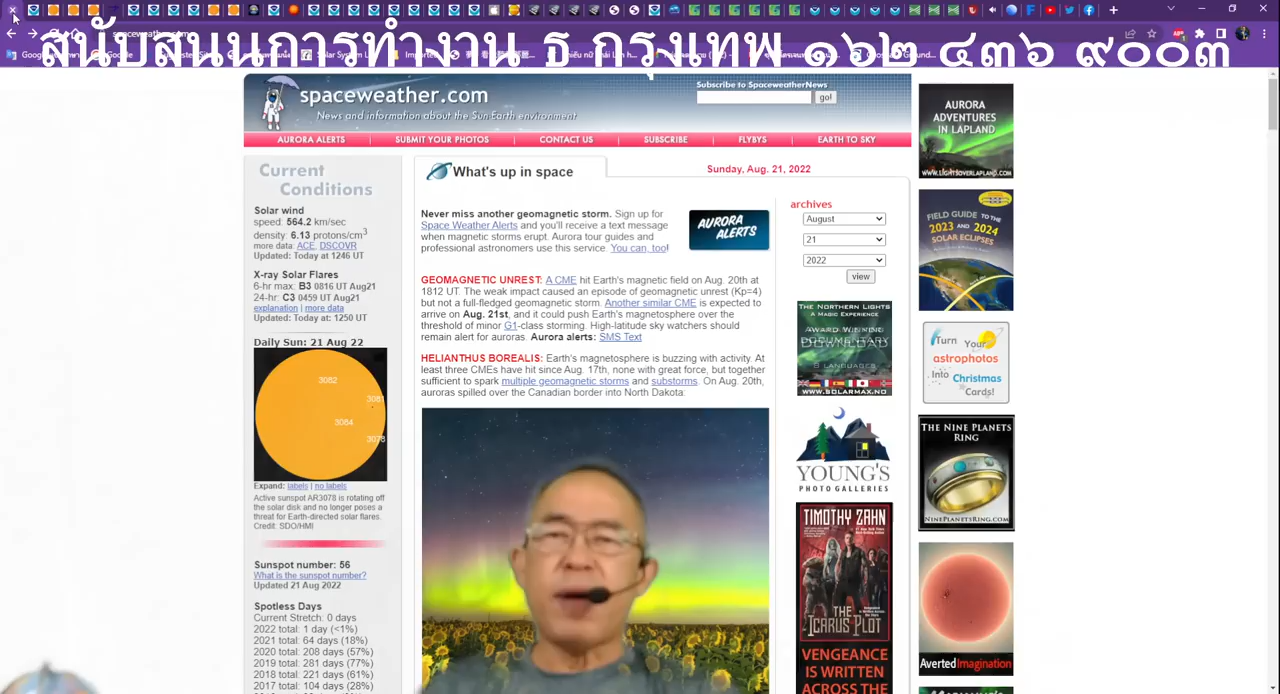 สนับสนุนการทำงาน ธ.กรุงเทพ ๑๖๒ ๔๓๖ ๙๐๐๓
spaceweather.com
News and information about the Sun Earth environment
Subscribe to SpaceweatherNews
go!
AURORA ALERTS
SUBMIT YOUR PHOTOS
CONTACT US
SUBSCRIBE
FLYBYS
EARTH TO SKY
Current
Conditions
Solar wind
speed: 564.2 km/sec
density: 6.13 protons/cm3
more data: ACE, DSCOVR
Updated: Today at 1246 UT
X-ray Solar Flares
6-hr max: B3 0816 UT Aug21
24-hr: C3 0459 UT Aug21
explanation | more data
Updated: Today at: 1250 UT
Daily Sun: 21 Aug 22
3082
3081
3084
3078
Expand: labels | no labels
Active sunspot AR3078 is rotating off
the solar disk and no longer poses a
threat for Earth-directed solar flares.
Credit: SDO/HMI
Sunspot number: 56
What is the sunspot number?
Updated 21 Aug 2022
Spotless Days
Current Stretch: 0 days
2022 total: 1 day (<1%)
2021 total: 64 days (18%)
2020 total: 208 days (57%)
2019 total: 281 days (77%)
2018 total: 221 days (61%)
2017 total: 104 days (28%)
What's up in space
Sunday, Aug. 21, 2022
Never miss another geomagnetic storm. Sign up for
Space Weather Alerts and you'll receive a text message
when magnetic storms erupt. Aurora tour guides and
professional astronomers use this service. You can, too!
AURORA
ALERTS
GEOMAGNETIC UNREST: A CME hit Earth's magnetic field on Aug. 20th at
1812 UT. The weak impact caused an episode of geomagnetic unrest (Kp=4)
but not a full-fledged geomagnetic storm. Another similar CME is expected to
arrive on Aug. 21st, and it could push Earth's magnetosphere over the
threshold of minor G1-class storming. High-latitude sky watchers should
remain alert for auroras. Aurora alerts: SMS Text
HELIANTHUS BOREALIS: Earth's magnetosphere is buzzing with activity. At
least three CMEs have hit since Aug. 17th, none with great force, but together
sufficient to spark multiple geomagnetic storms and substorms. On Aug. 20th,
auroras spilled over the Canadian border into North Dakota:
archives
August
21
2022
view
THE NORTHERN LIGHTS
A MAGIC EXPERIENCE
AWARD WINNING
DOCUMENTARY
DOWNLOAD
8 LANGUAGES
WWW.SOLARMAX.NO
YOUNG'S
PHOTO GALLERIES
TIMOTHY ZAHN
THE
ICARUS PLOT
VENGEANCE
IS WRITTEN
ACROSS THE
AURORA
ADVENTURES
IN LAPLAND
WWW.LIGHTSOVERLAPLAND.COM
FIELD GUIDE TO THE
2023 AND 2024
SOLAR ECLIPSES
Turn Your
astrophotos
Into
Christmas
Cards!
THE NINE PLANETS
RING
NINEPLANETSRING.COM
AvertedImagination